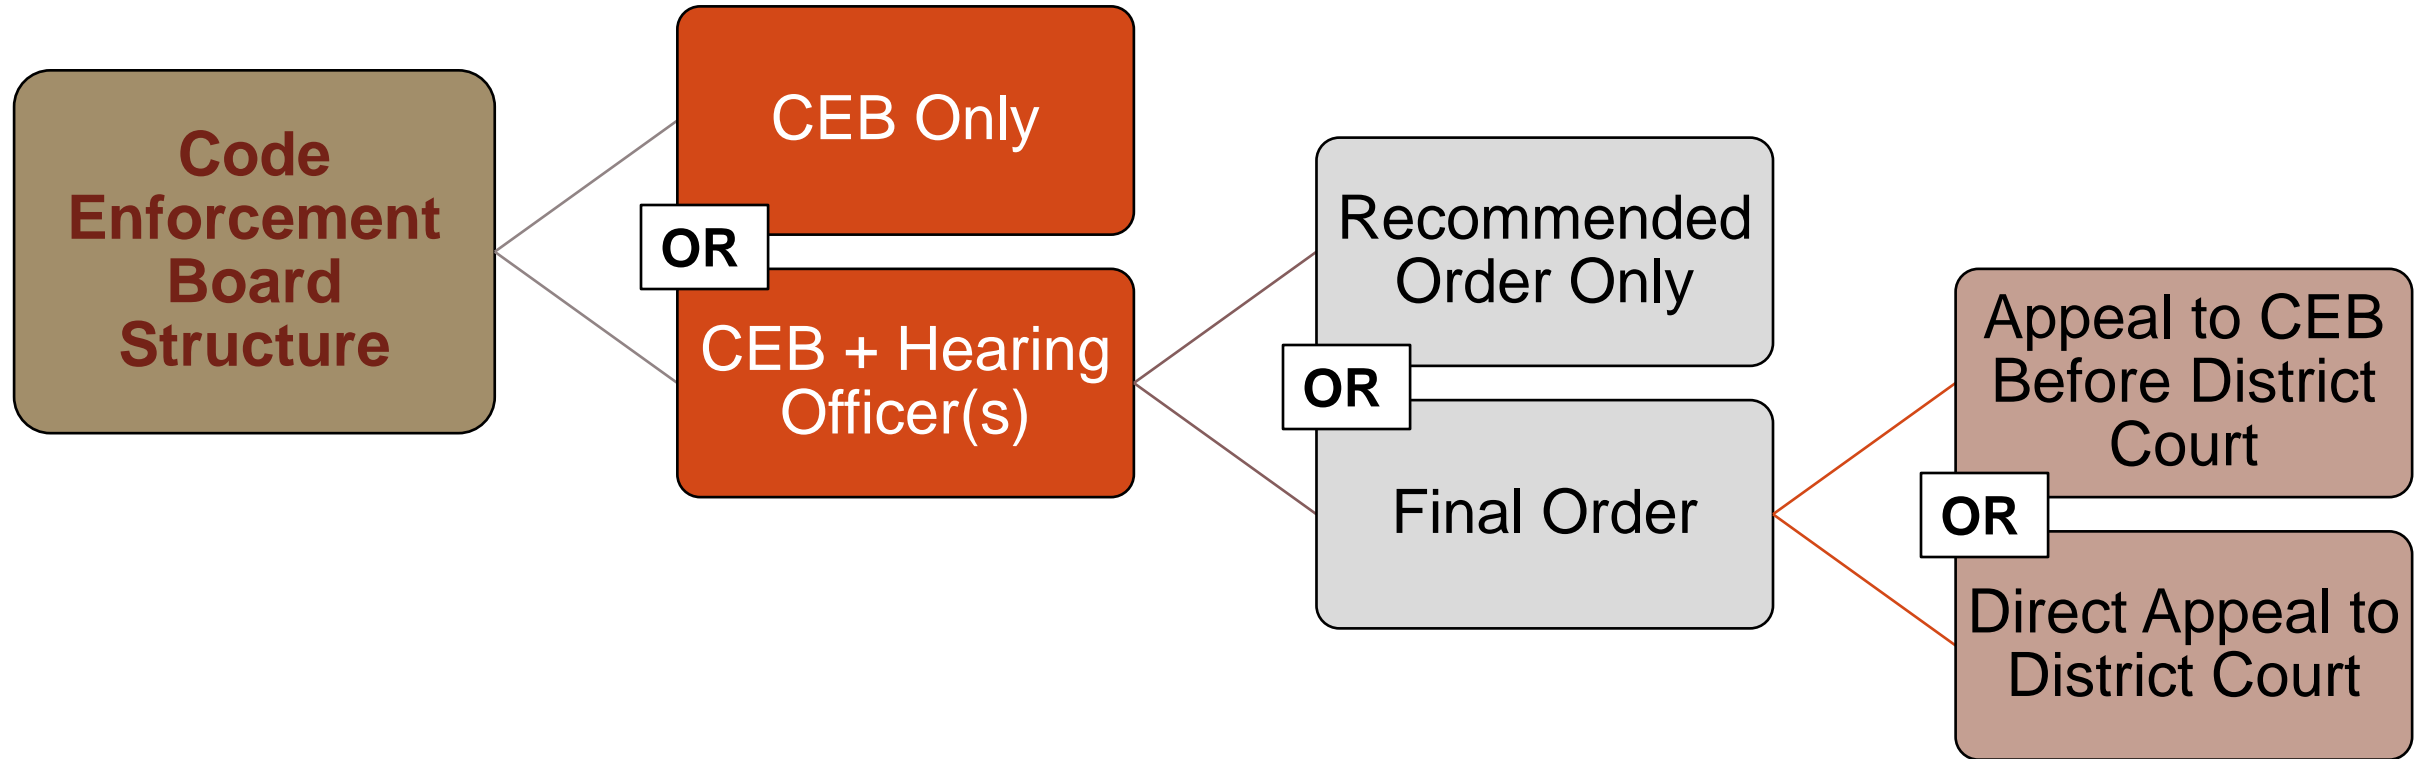 Code
Enforcement
Board
Structure
CEB Only
OR
CEB + Hearing
Officer(s)
Recommended
Order Only
OR
Final Order
Appeal to CEB
Before District
Court
OR
Direct Appeal to
District Court